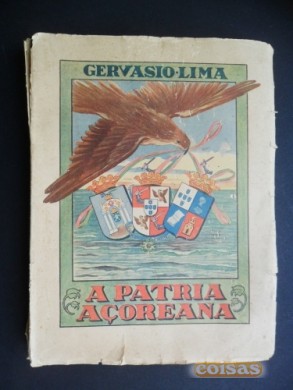 GERVASIO·LIMA
A PATRIA
AÇOREANA
coisas